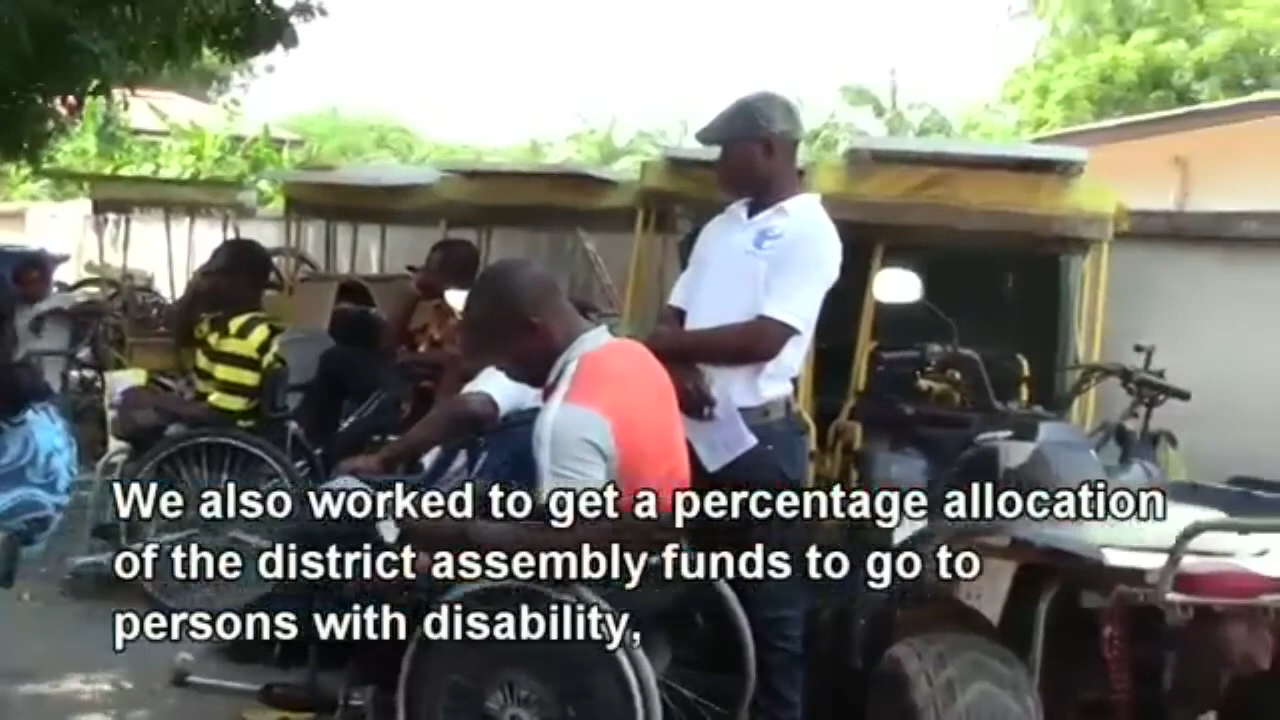 We also worked to get a percentage allocation
of the district assembly funds to go to
persons with disability,